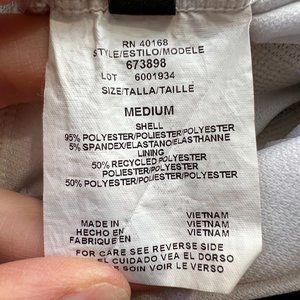 RN 40168
STYLE/ESTILO/MODELE
673898
LOT 6001934
SIZE/TALLA/TAILLE
MEDIUM
SHELL
95% POLYESTER/POLIESTER/POLYESTER
5% SPANDEX/ELASTANO/ELASTHANNE
LINING
50% RECYCLED POLYESTER
POLIESTER/POLYESTER
50% POLYESTER/POLIESTER/POLYESTER
MADE IN VIETNAM
HECHO EN VIETNAM
FABRIQUE EN VIETNAM
FOR CARE SEE REVERSE SIDE
EL CUIDADO VEA EL DORSO
SOIN VOIR LE VERSO